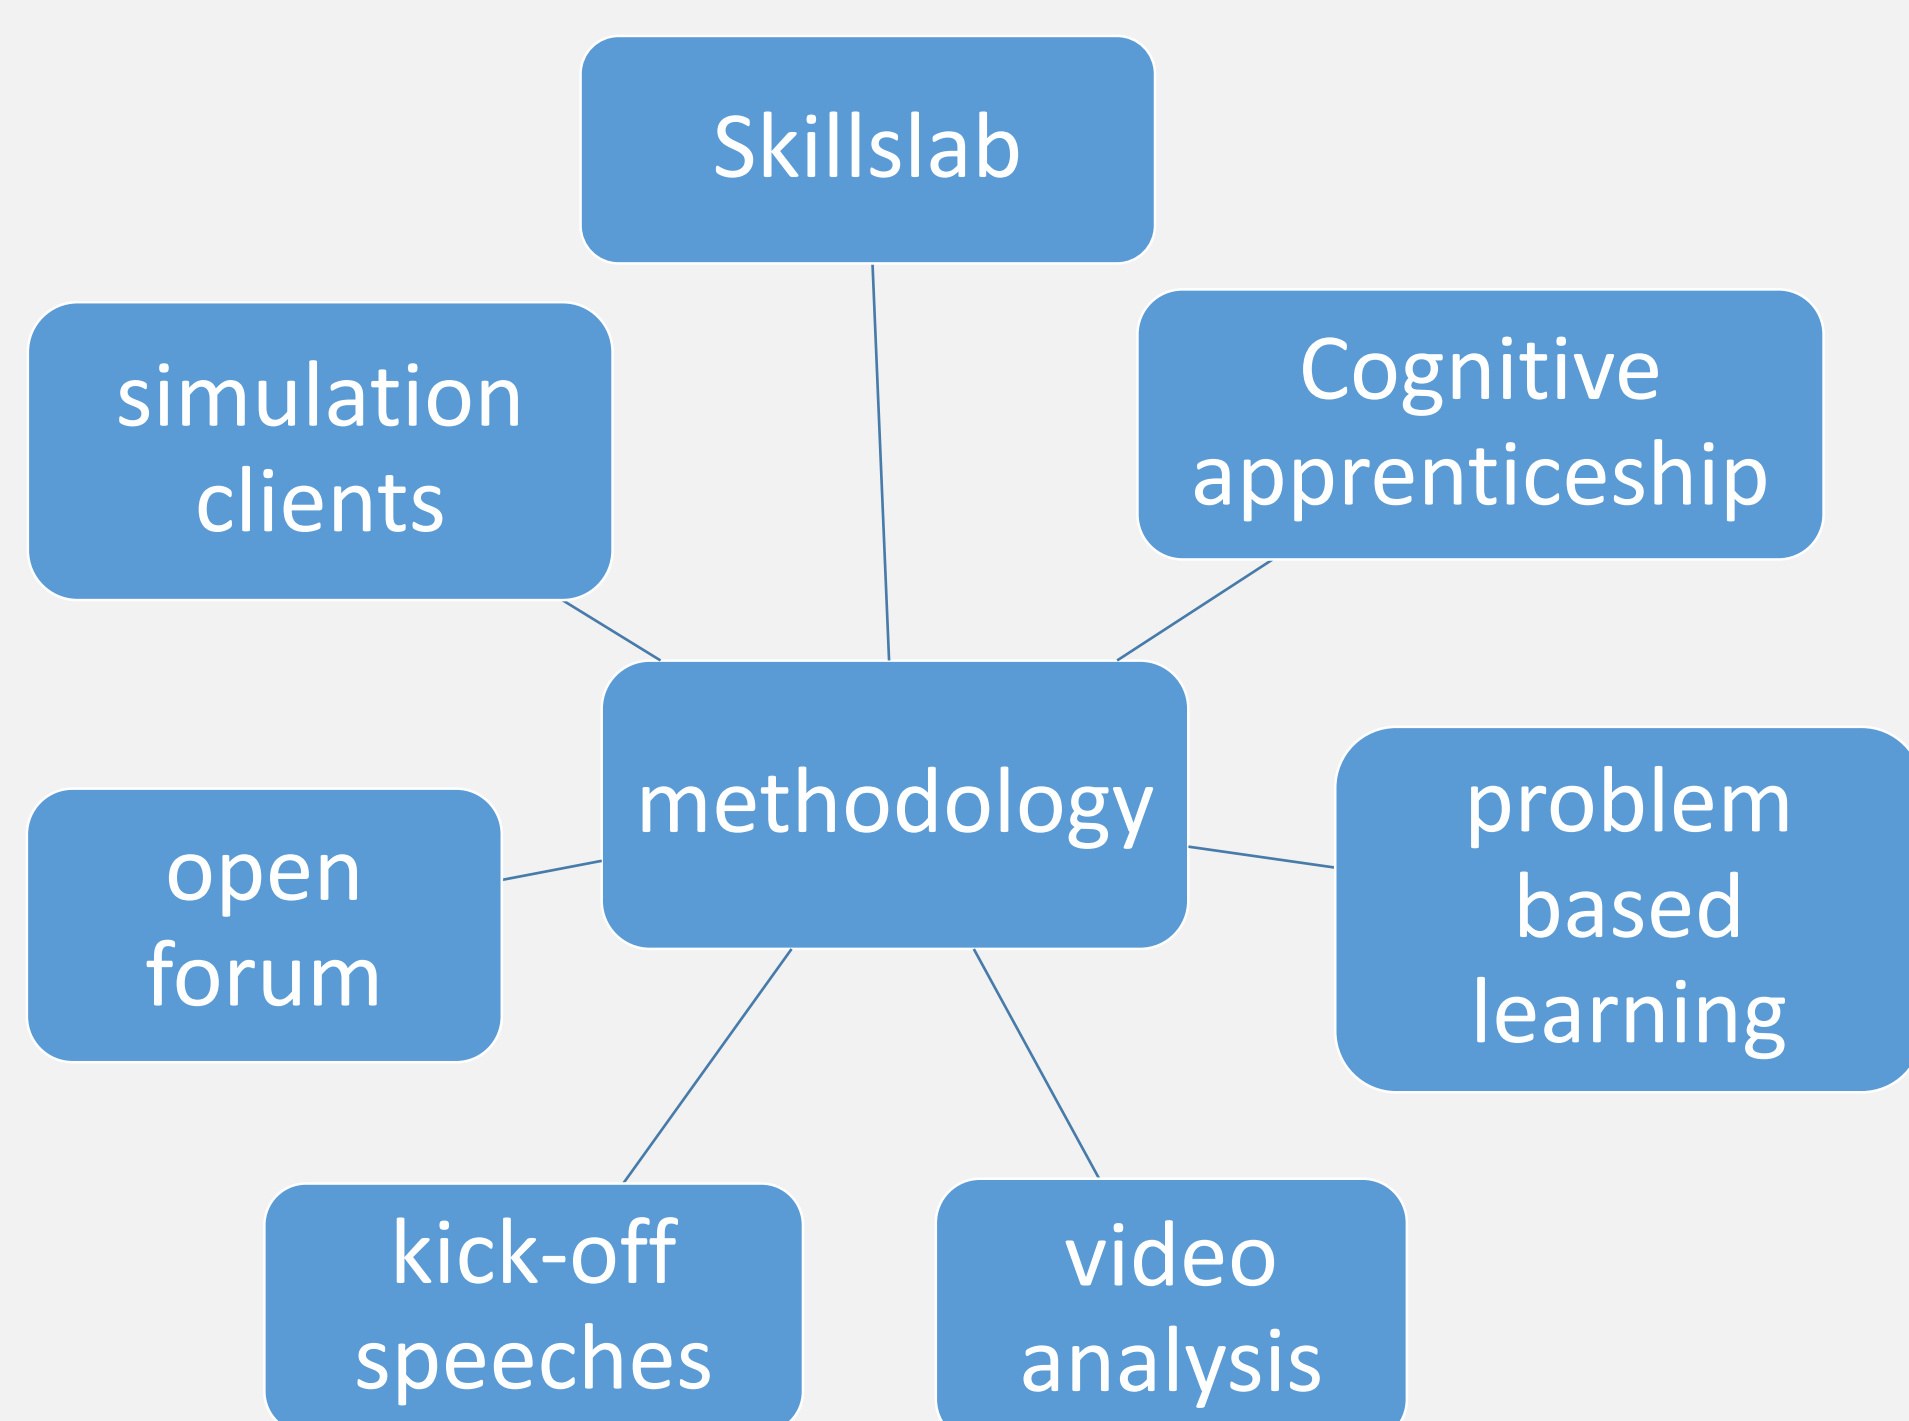 Skillslab
simulation
clients
Cognitive
apprenticeship
methodology
problem
based
learning
open
forum
kick-off
speeches
video
analysis